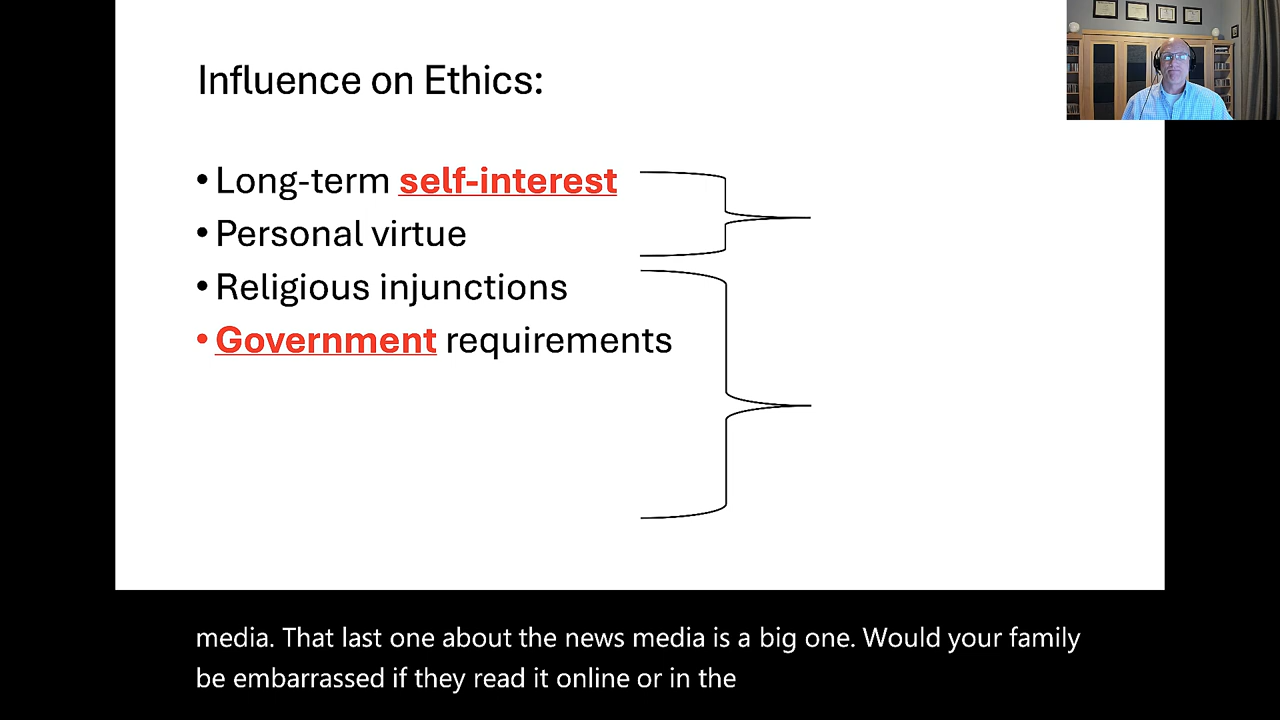 Influence on Ethics:
• Long-term self-interest
• Personal virtue
• Religious injunctions
• Government requirements
media. That last one about the news media is a big one. Would your family
be embarrassed if they read it online or in the